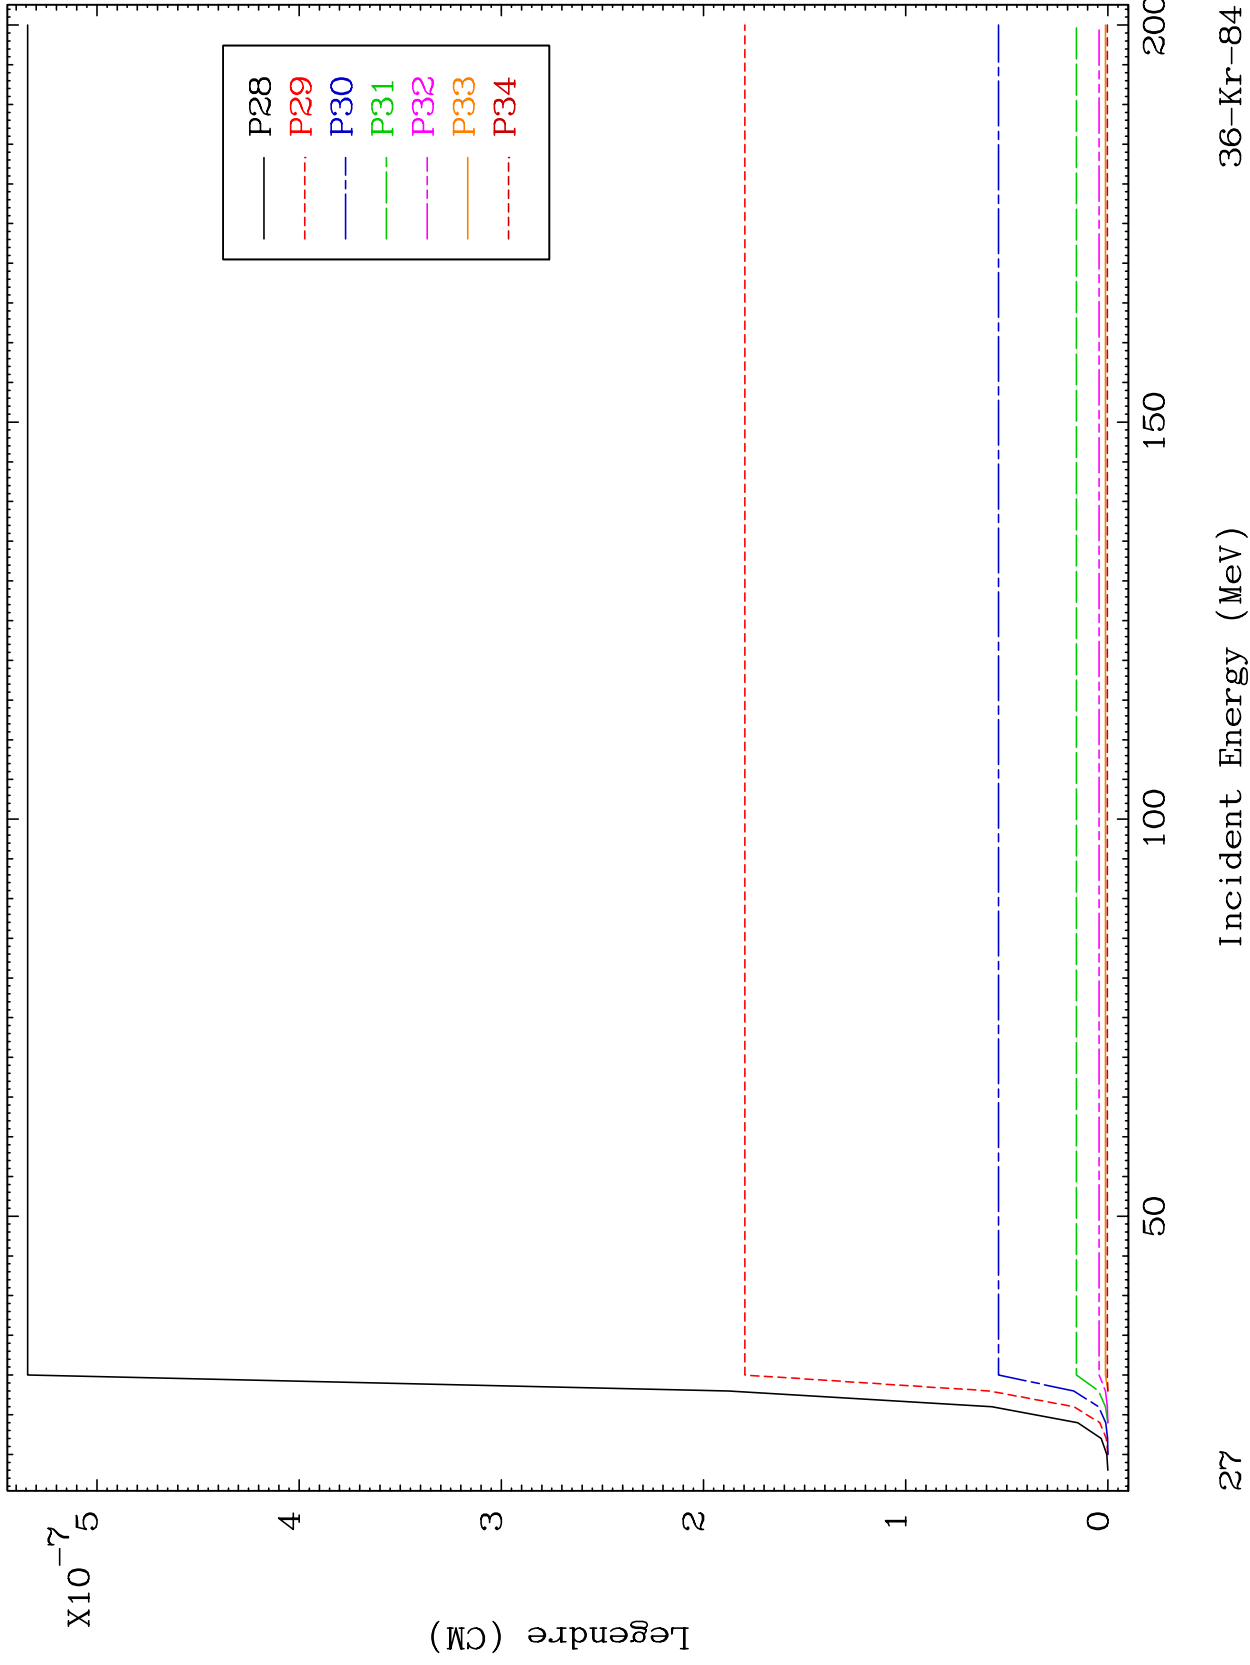 X10⁻⁷
5
4
3
2
1
0
Legendre (CM)
P28
P29
P30
P31
P32
P33
P34
50
100
150
200
Incident Energy (MeV)
27
36-Kr-84